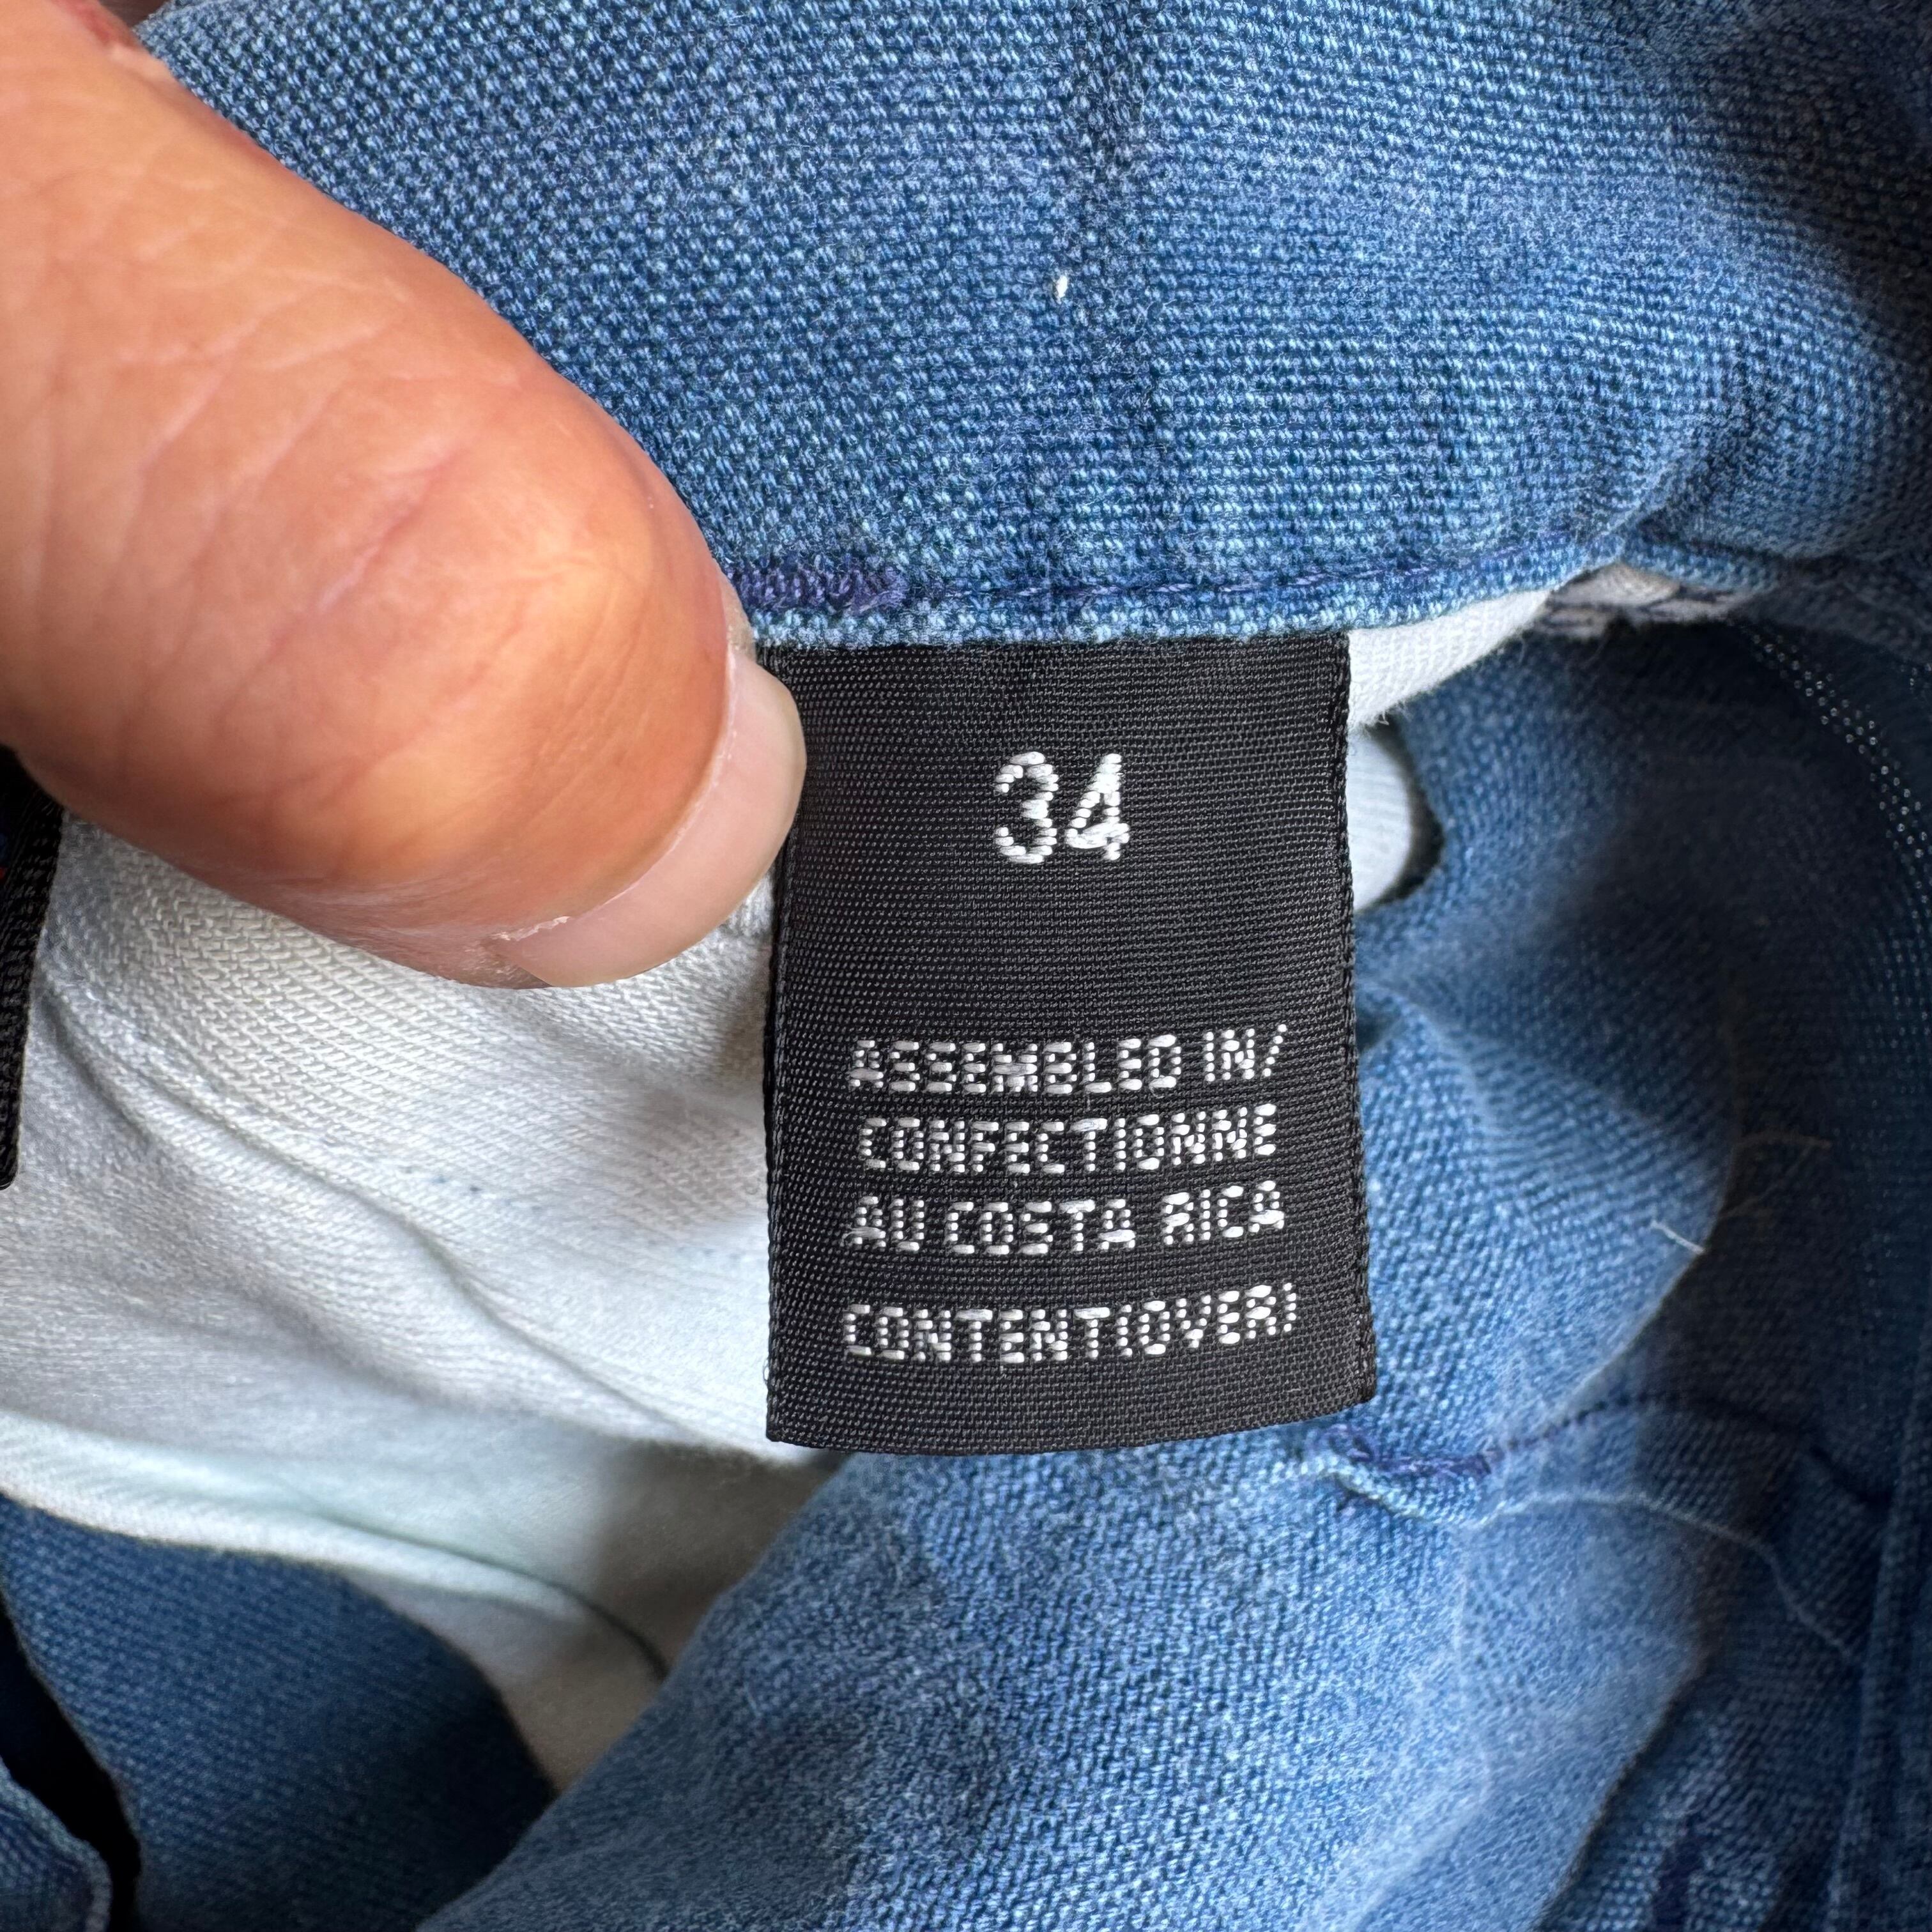 34
ASSEMBLED IN/
CONFECTIONNE
AU COSTA RICA
CONTENT(OVER)